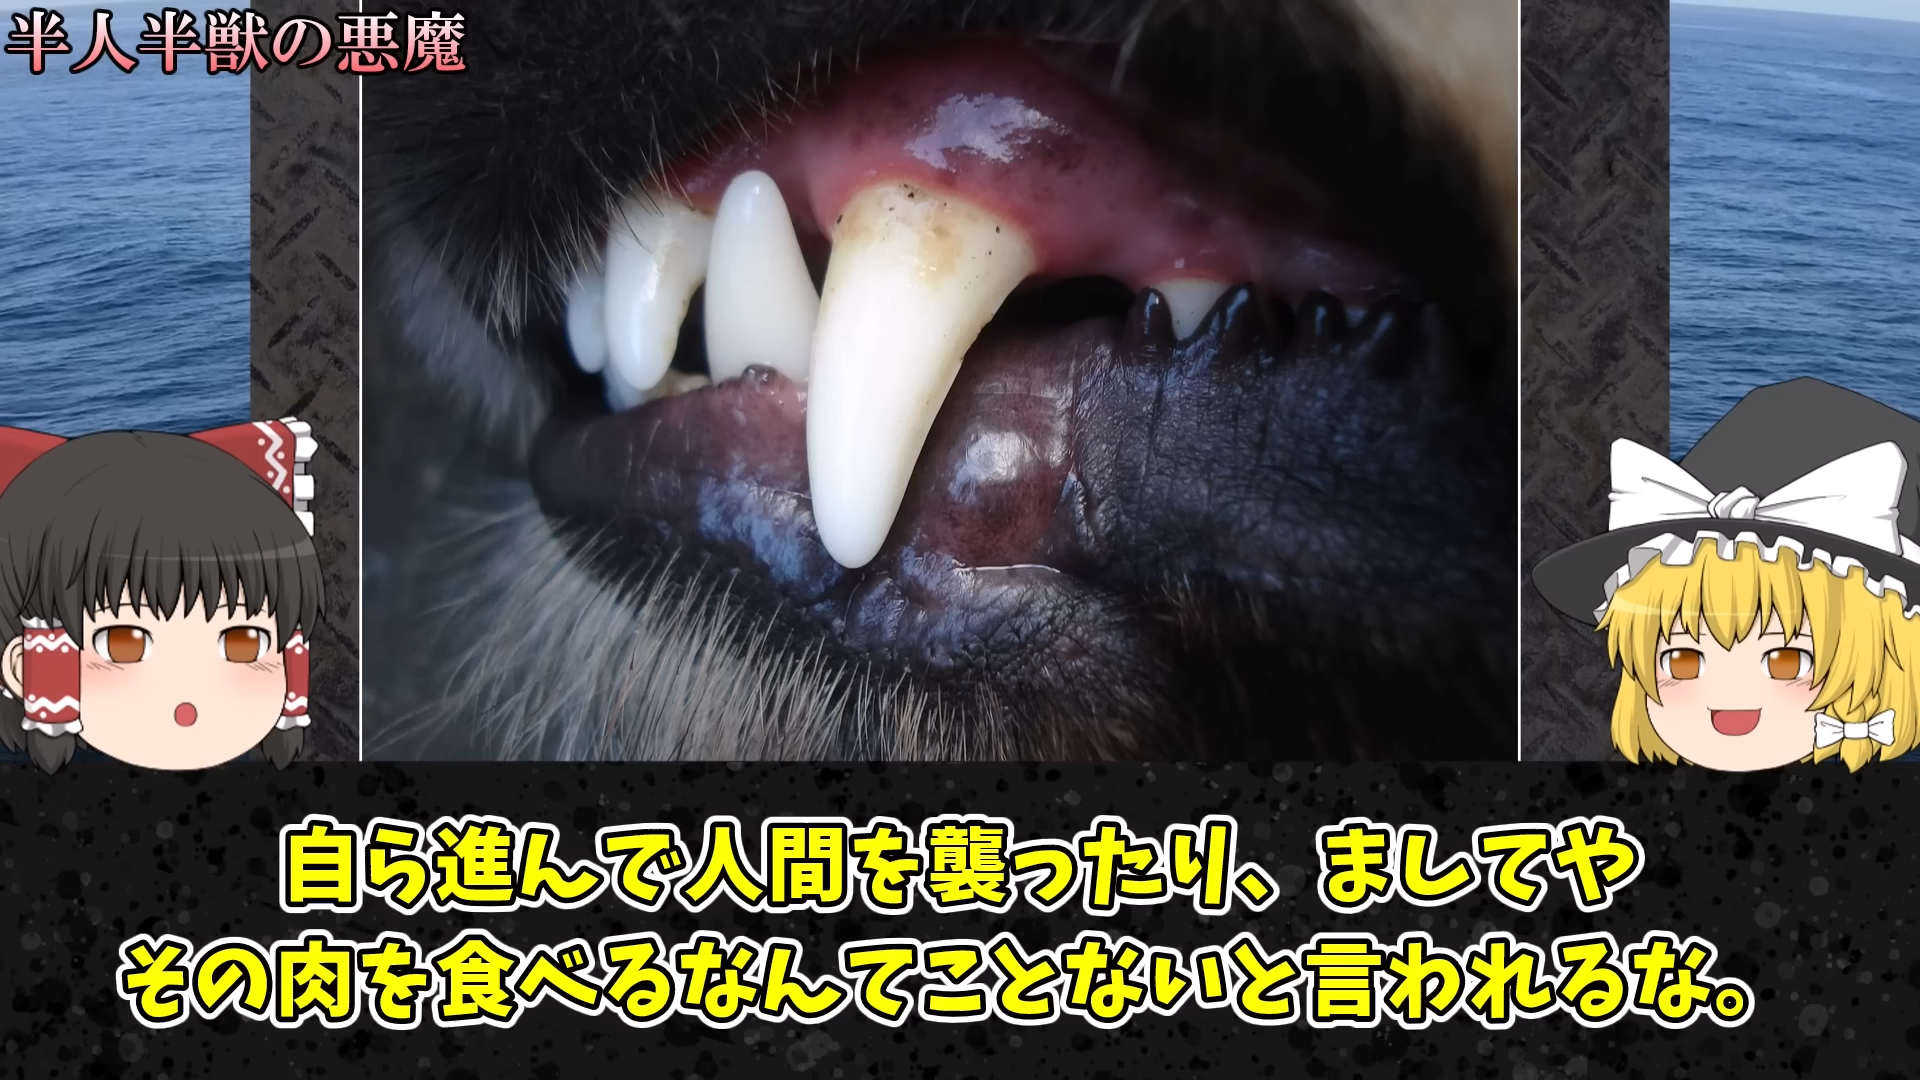 半人半獣の悪魔
自ら進んで人間を襲ったり、ましてや
その肉を食べるなんてことないと言われるな。